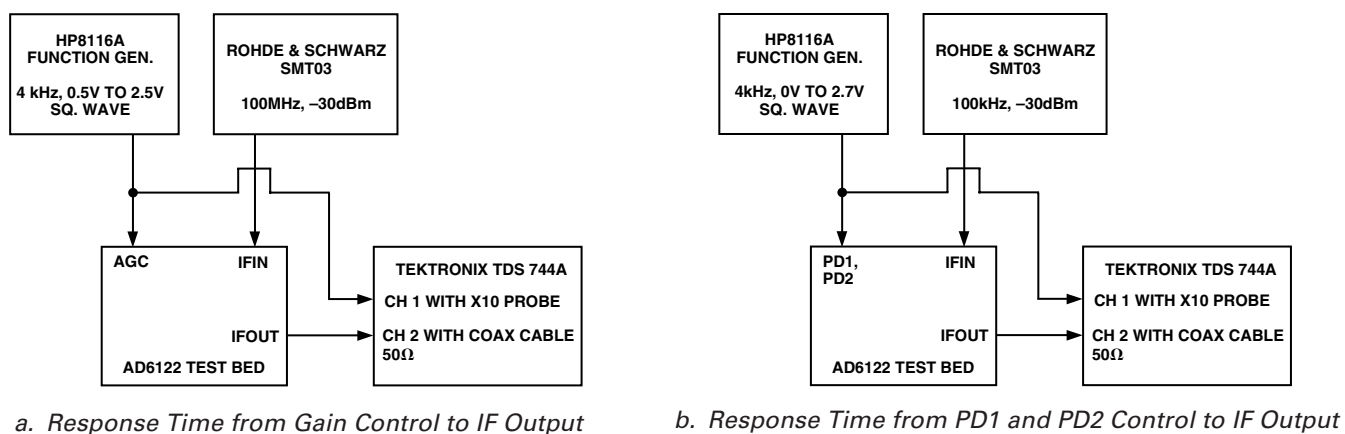 HP8116A
FUNCTION GEN.
4 kHz, 0.5V TO 2.5V
SQ. WAVE
ROHDE & SCHWARZ
SMT03
100MHz, –30dBm
AGC
IFIN
IFOUT
AD6122 TEST BED
TEKTRONIX TDS 744A
CH 1 WITH X10 PROBE
CH 2 WITH COAX CABLE
50Ω
a. Response Time from Gain Control to IF Output
HP8116A
FUNCTION GEN.
4kHz, 0V TO 2.7V
SQ. WAVE
ROHDE & SCHWARZ
SMT03
100kHz, –30dBm
PD1,
PD2
IFIN
IFOUT
AD6122 TEST BED
TEKTRONIX TDS 744A
CH 1 WITH X10 PROBE
CH 2 WITH COAX CABLE
50Ω
b. Response Time from PD1 and PD2 Control to IF Output